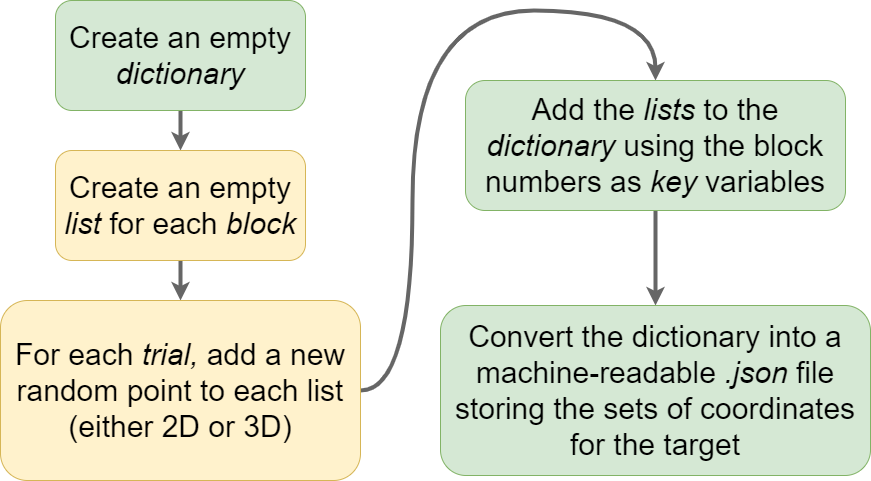 Create an empty
dictionary
Create an empty
list for each block
For each trial, add a new
random point to each list
(either 2D or 3D)
Add the lists to the
dictionary using the block
numbers as key variables
Convert the dictionary into a
machine-readable .json file
storing the sets of coordinates
for the target